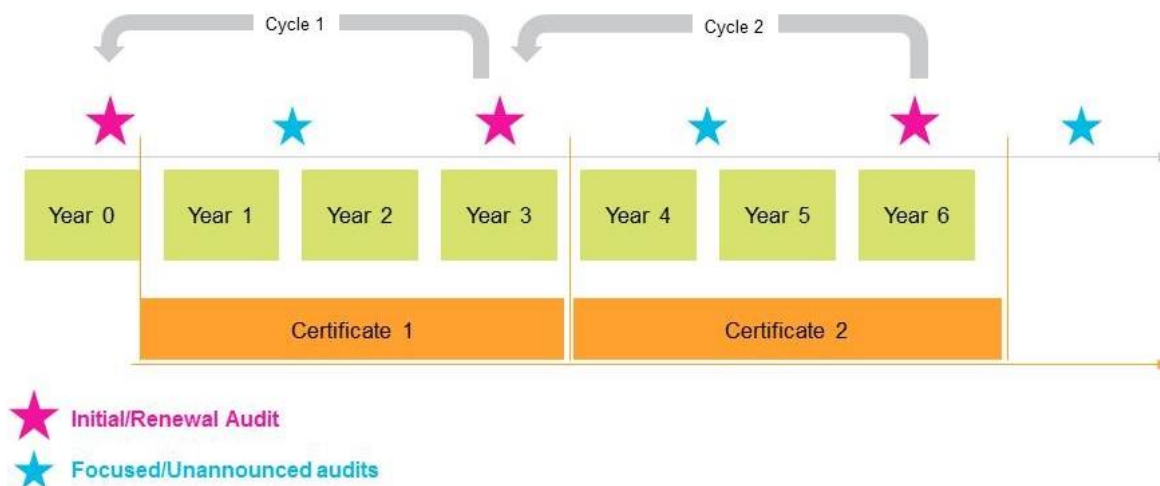 Cycle 1
Cycle 2
Year 0
Year 1
Year 2
Year 3
Year 4
Year 5
Year 6
Certificate 1
Certificate 2
Initial/Renewal Audit
Focused/Unannounced audits